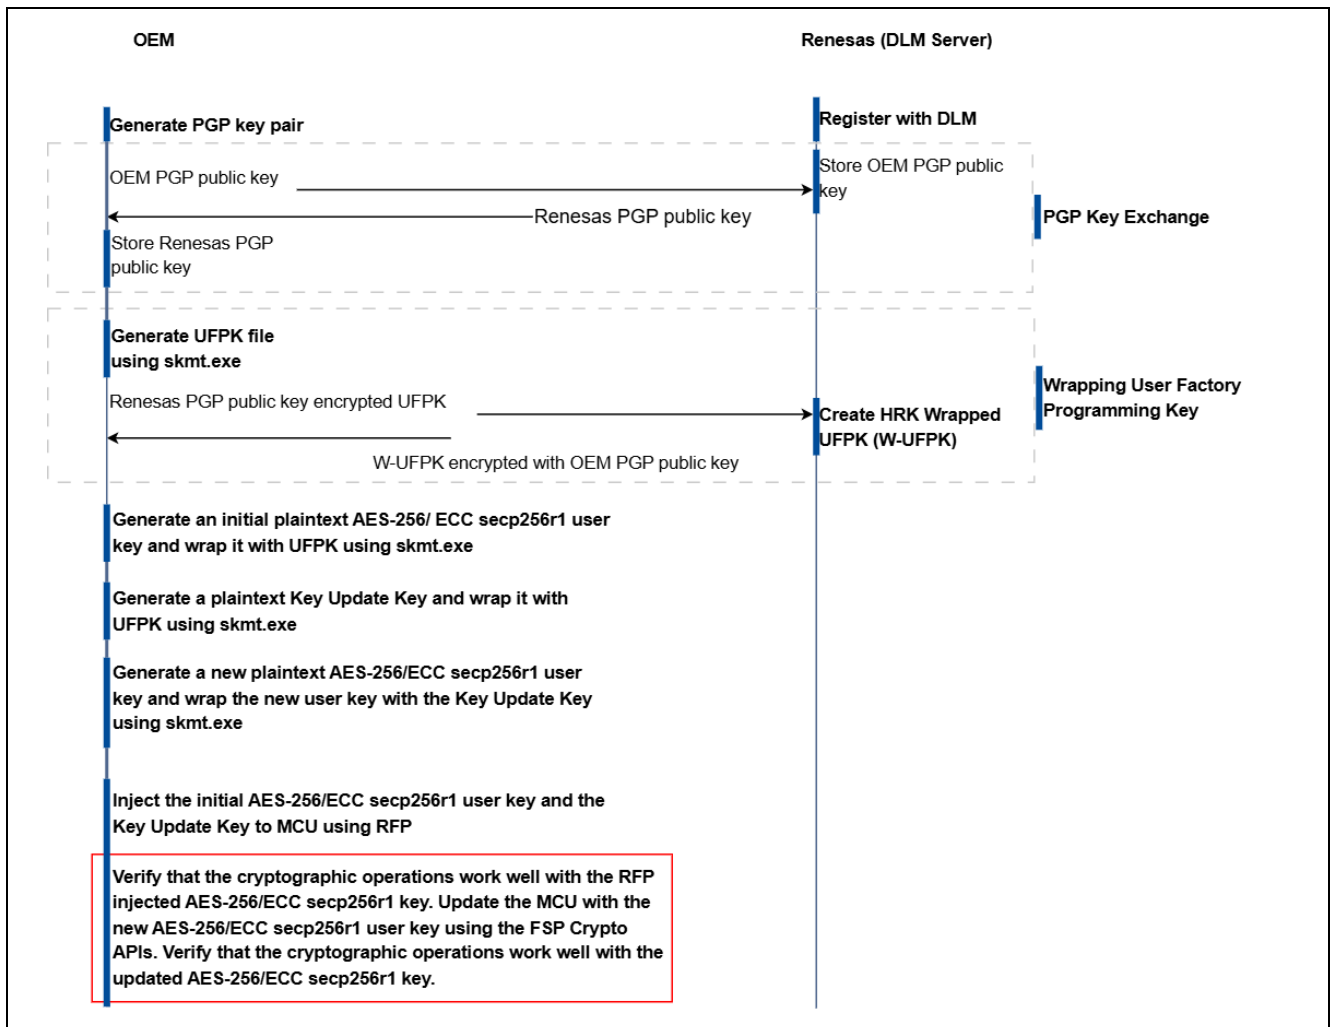 OEM
Renesas (DLM Server)
Generate PGP key pair
Register with DLM
OEM PGP public key
Store OEM PGP public
key
Renesas PGP public key
PGP Key Exchange
Store Renesas PGP
public key
Generate UFPK file
using skmt.exe
Renesas PGP public key encrypted UFPK
Wrapping User Factory
Programming Key
Create HRK Wrapped
UFPK (W-UFPK)
W-UFPK encrypted with OEM PGP public key
Generate an initial plaintext AES-256/ ECC secp256r1 user
key and wrap it with UFPK using skmt.exe
Generate a plaintext Key Update Key and wrap it with
UFPK using skmt.exe
Generate a new plaintext AES-256/ECC secp256r1 user
key and wrap the new user key with the Key Update Key
using skmt.exe
Inject the initial AES-256/ECC secp256r1 user key and the
Key Update Key to MCU using RFP
Verify that the cryptographic operations work well with the RFP
injected AES-256/ECC secp256r1 key. Update the MCU with the
new AES-256/ECC secp256r1 user key using the FSP Crypto
APIs. Verify that the cryptographic operations work well with the
updated AES-256/ECC secp256r1 key.